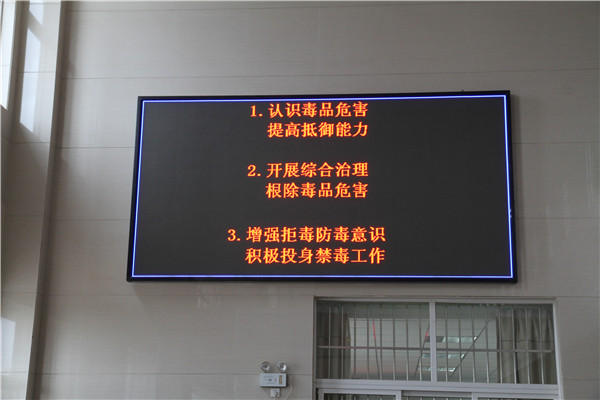 1.认识毒品危害
提高抵御能力
2.开展综合治理
根除毒品危害
3.增强拒毒防毒意识
积极投身禁毒工作